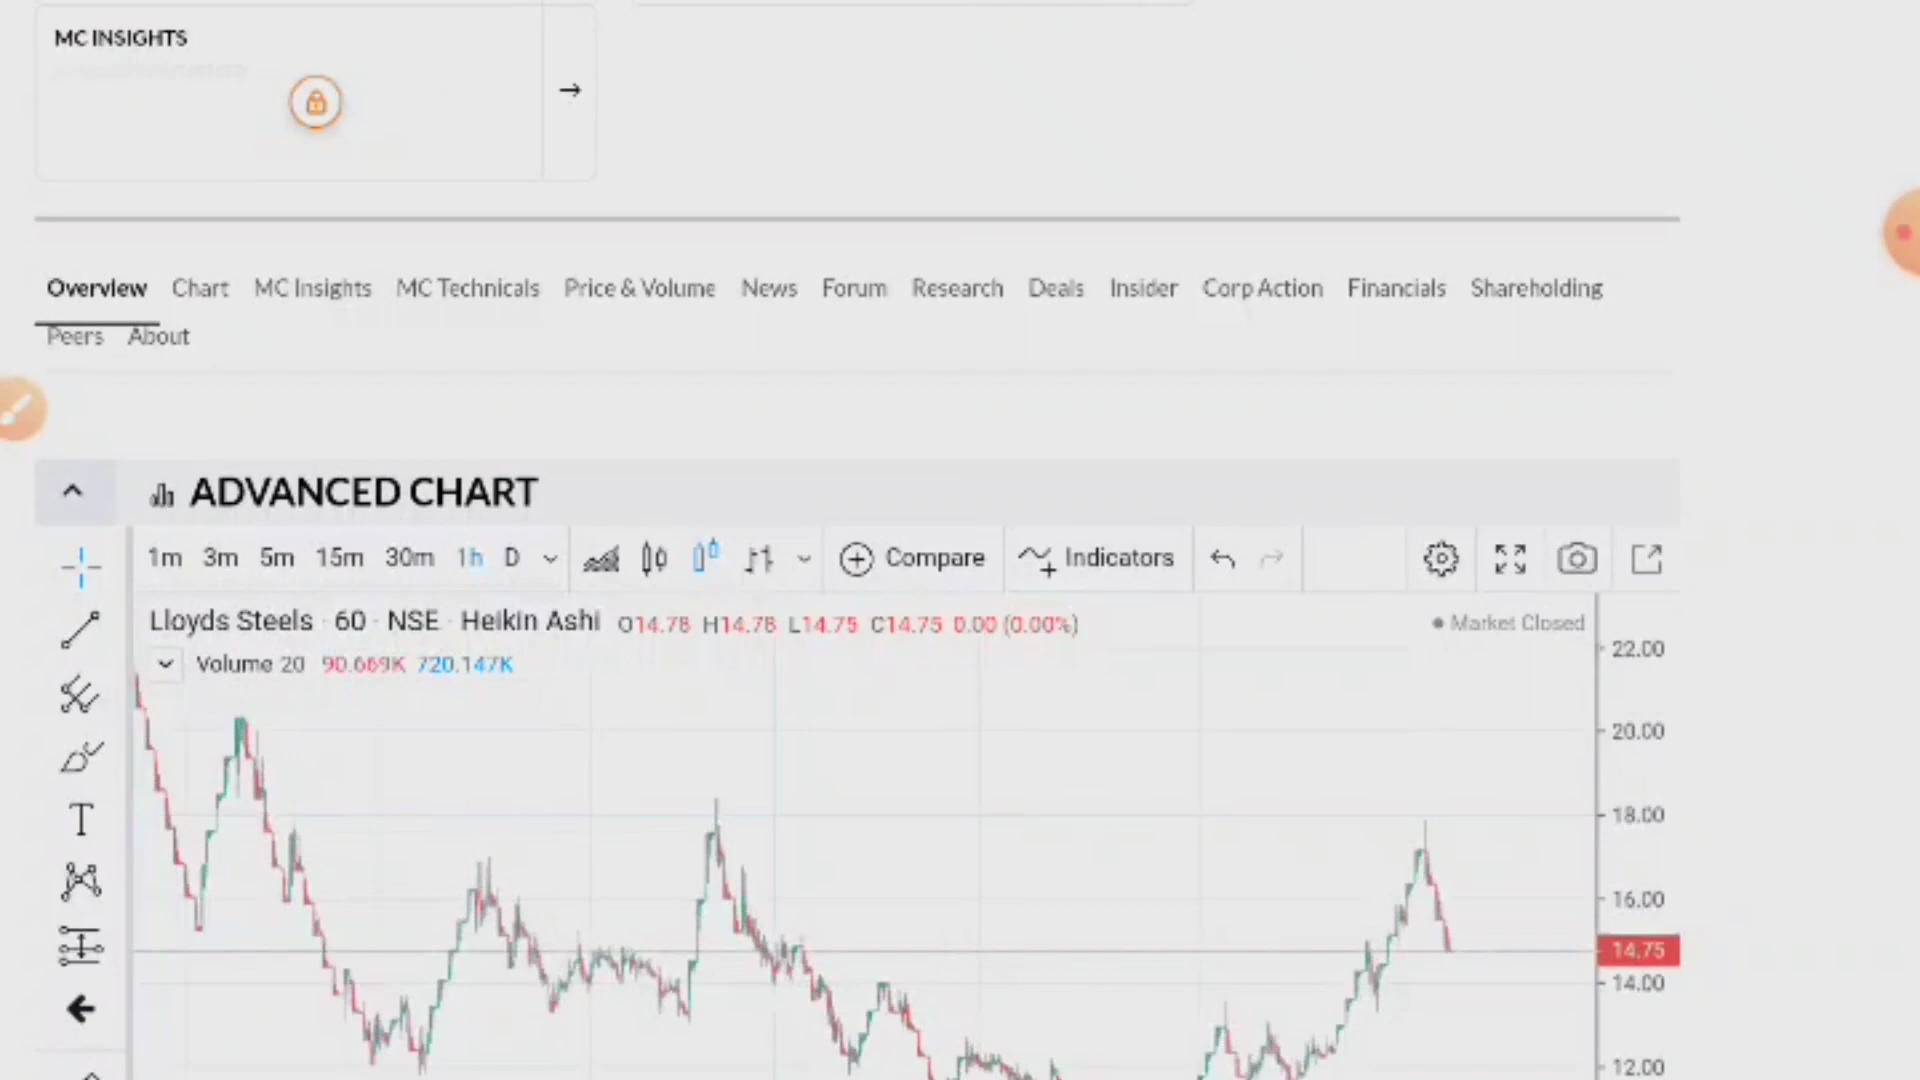 MC INSIGHTS
Overview Chart MC Insights MC Technicals Price & Volume News Forum Research Deals Insider Corp Action Financials Shareholding
Peers About
ADVANCED CHART
1m 3m 5m 15m 30m 1h D Compare Indicators
Lloyds Steels · 60 · NSE · Heikin Ashi O14.78 H14.78 L14.75 C14.75 0.00 (0.00%)
Market Closed
Volume 20 90.669K 720.147K
22.00
20.00
18.00
16.00
14.75
14.00
12.00